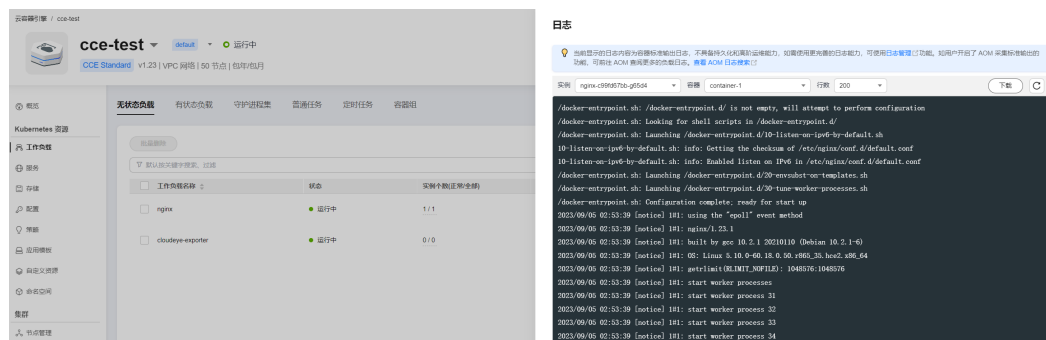 云容器引擎 / cce-test
cce-test
default
运行中
CCE Standard v1.23 | VPC 网络 | 50 节点 | 包年/包月
概览
Kubernetes 资源
工作负载
服务
存储
配置
策略
应用模板
自定义资源
命名空间
集群
节点管理
无状态负载 有状态负载 守护进程集 普通任务 定时任务 容器组
批量删除
默认按关键字搜索、过滤
工作负载名称 状态 实例个数(正常/全部)
nginx 运行中 1 / 1
cloudeye-exporter 运行中 0 / 0
日志
当前显示的日志内容为容器标准输出日志，不具备持久化和高阶运维能力，如需使用更完善的日志能力，可使用日志管理功能。如用户开启了 AOM 采集标准输出的
功能，可前往 AOM 查阅更多的负载日志。查看 AOM 日志搜索
实例 nginx-c99fd67bb-g65d4 容器 container-1 行数 200 下载
/docker-entrypoint.sh: /docker-entrypoint.d/ is not empty, will attempt to perform configuration
/docker-entrypoint.sh: Looking for shell scripts in /docker-entrypoint.d/
/docker-entrypoint.sh: Launching /docker-entrypoint.d/10-listen-on-ipv6-by-default.sh
10-listen-on-ipv6-by-default.sh: info: Getting the checksum of /etc/nginx/conf.d/default.conf
10-listen-on-ipv6-by-default.sh: info: Enabled listen on IPv6 in /etc/nginx/conf.d/default.conf
/docker-entrypoint.sh: Launching /docker-entrypoint.d/20-envsubst-on-templates.sh
/docker-entrypoint.sh: Launching /docker-entrypoint.d/30-tune-worker-processes.sh
/docker-entrypoint.sh: Configuration complete; ready for start up
2023/09/05 02:53:39 [notice] 1#1: using the "epoll" event method
2023/09/05 02:53:39 [notice] 1#1: nginx/1.23.1
2023/09/05 02:53:39 [notice] 1#1: built by gcc 10.2.1 20210110 (Debian 10.2.1-6)
2023/09/05 02:53:39 [notice] 1#1: OS: Linux 5.10.0-60.18.0.50.r865_35.hce2.x86_64
2023/09/05 02:53:39 [notice] 1#1: getrlimit(RLIMIT_NOFILE): 1048576:1048576
2023/09/05 02:53:39 [notice] 1#1: start worker processes
2023/09/05 02:53:39 [notice] 1#1: start worker process 31
2023/09/05 02:53:39 [notice] 1#1: start worker process 32
2023/09/05 02:53:39 [notice] 1#1: start worker process 33
2023/09/05 02:53:39 [notice] 1#1: start worker process 34